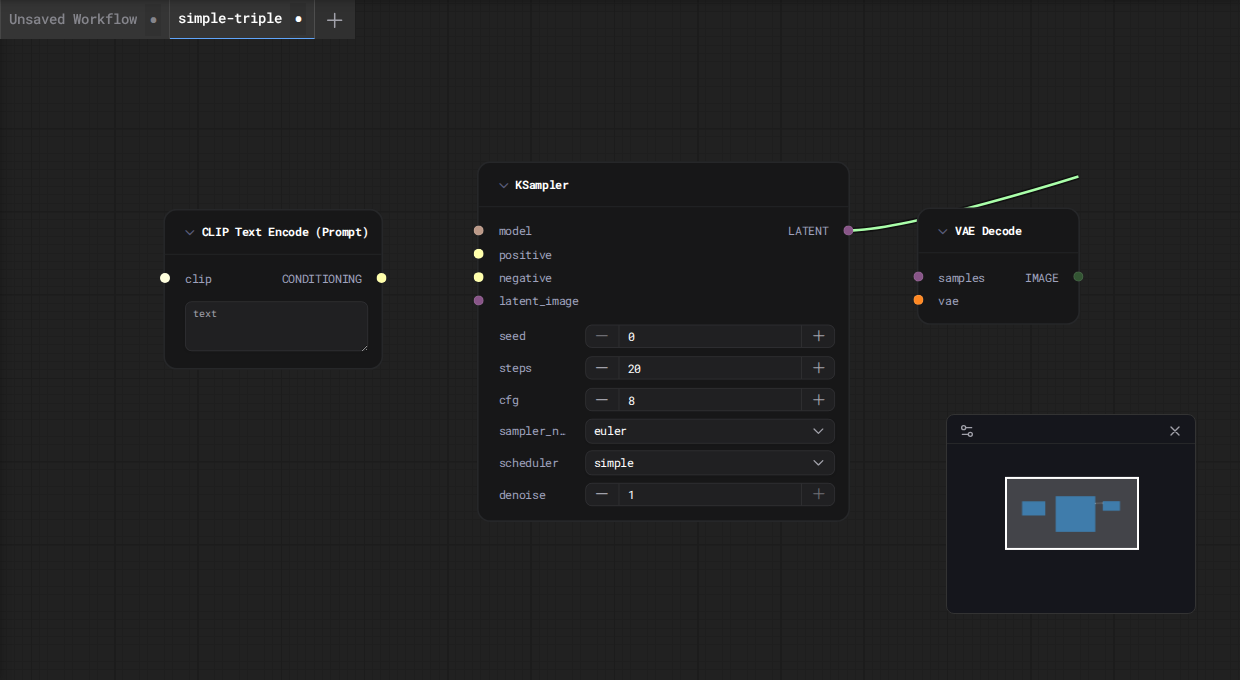 Unsaved Workflow
simple-triple
KSampler
model LATENT
positive
negative
latent_image
seed 0
steps 20
cfg 8
sampler_n… euler
scheduler simple
denoise 1
CLIP Text Encode (Prompt)
clip CONDITIONING
text
VAE Decode
samples IMAGE
vae